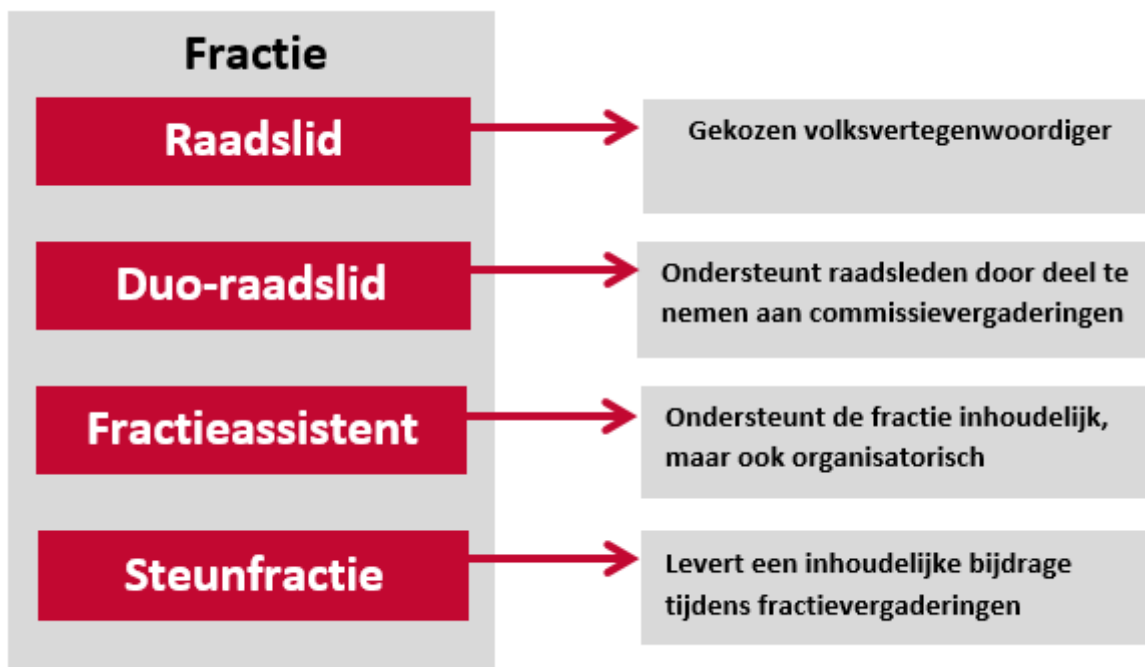 Fractie
Raadslid
Gekozen volksvertegenwoordiger
Duo-raadslid
Ondersteunt raadsleden door deel te
nemen aan commissievergaderingen
Fractieassistent
Ondersteunt de fractie inhoudelijk,
maar ook organisatorisch
Steunfractie
Levert een inhoudelijke bijdrage
tijdens fractievergaderingen